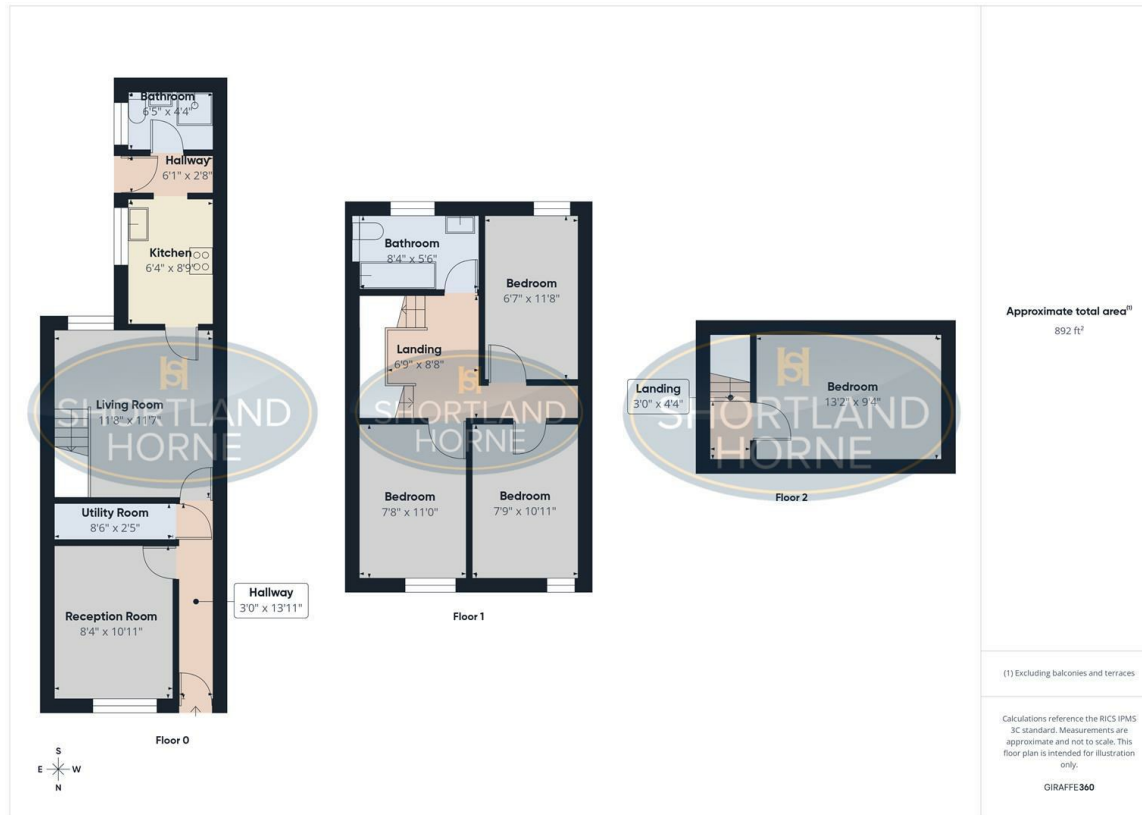 Bathroom
6'5" x 4'4"
Hallway
6'1" x 2'8"
Kitchen
6'4" x 8'9"
Living Room
11'8" x 11'7"
Utility Room
8'6" x 2'5"
Reception Room
8'4" x 10'11"
Hallway
3'0" x 13'11"
Floor 0
SHORTLAND
HORNE
Bathroom
8'4" x 5'6"
Bedroom
6'7" x 11'8"
Landing
6'9" x 8'8"
Bedroom
7'8" x 11'0"
Bedroom
7'9" x 10'11"
Floor 1
SHORTLAND
HORNE
Landing
3'0" x 4'4"
Bedroom
13'2" x 9'4"
Floor 2
SHORTLAND
HORNE
S
E W
N
Approximate total area(1)
892 ft²
(1) Excluding balconies and terraces
Calculations reference the RICS IPMS
3C standard. Measurements are
approximate and not to scale. This
floor plan is intended for illustration
only.
GIRAFFE360